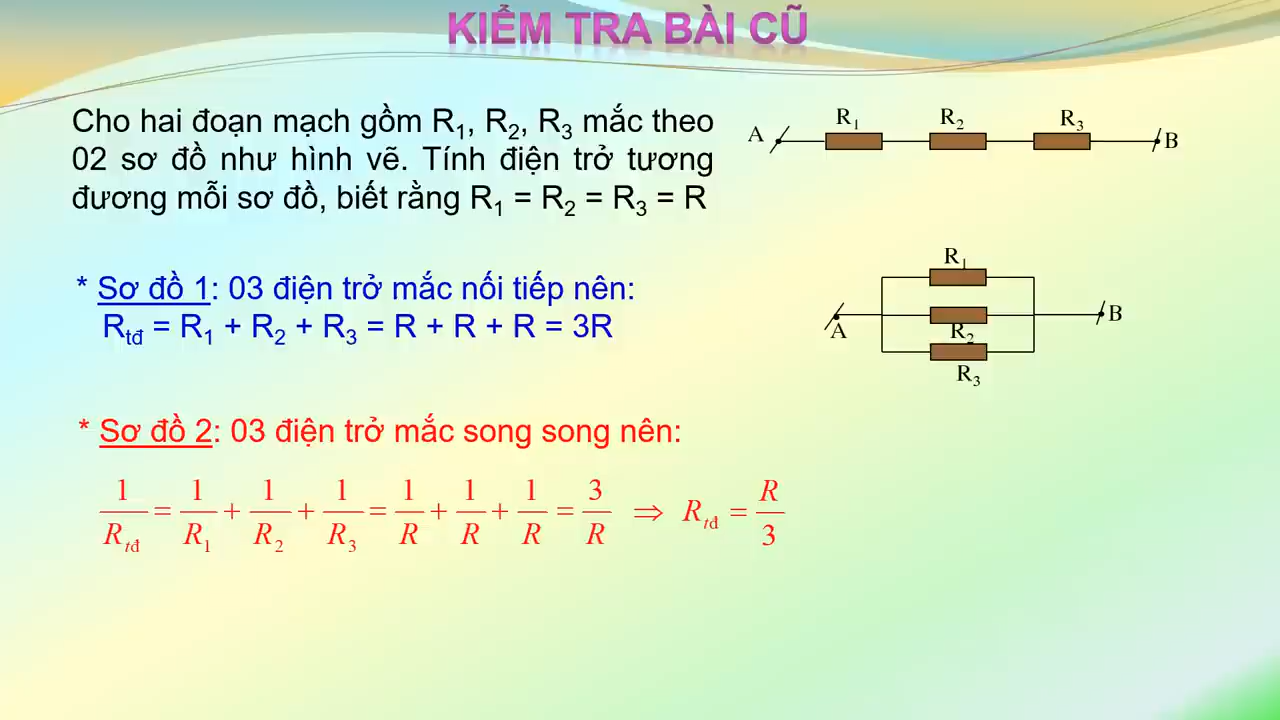 KIỂM TRA BÀI CŨ
Cho hai đoạn mạch gồm R₁, R₂, R₃ mắc theo
02 sơ đồ như hình vẽ. Tính điện trở tương
đương mỗi sơ đồ, biết rằng R₁ = R₂ = R₃ = R
A R₁ R₂ R₃ B
* Sơ đồ 1: 03 điện trở mắc nối tiếp nên:
Rtđ = R₁ + R₂ + R₃ = R + R + R = 3R
R₁
A R₂ B
R₃
* Sơ đồ 2: 03 điện trở mắc song song nên:
1/Rtđ = 1/R₁ + 1/R₂ + 1/R₃ = 1/R + 1/R + 1/R = 3/R ⇒ Rtđ = R/3